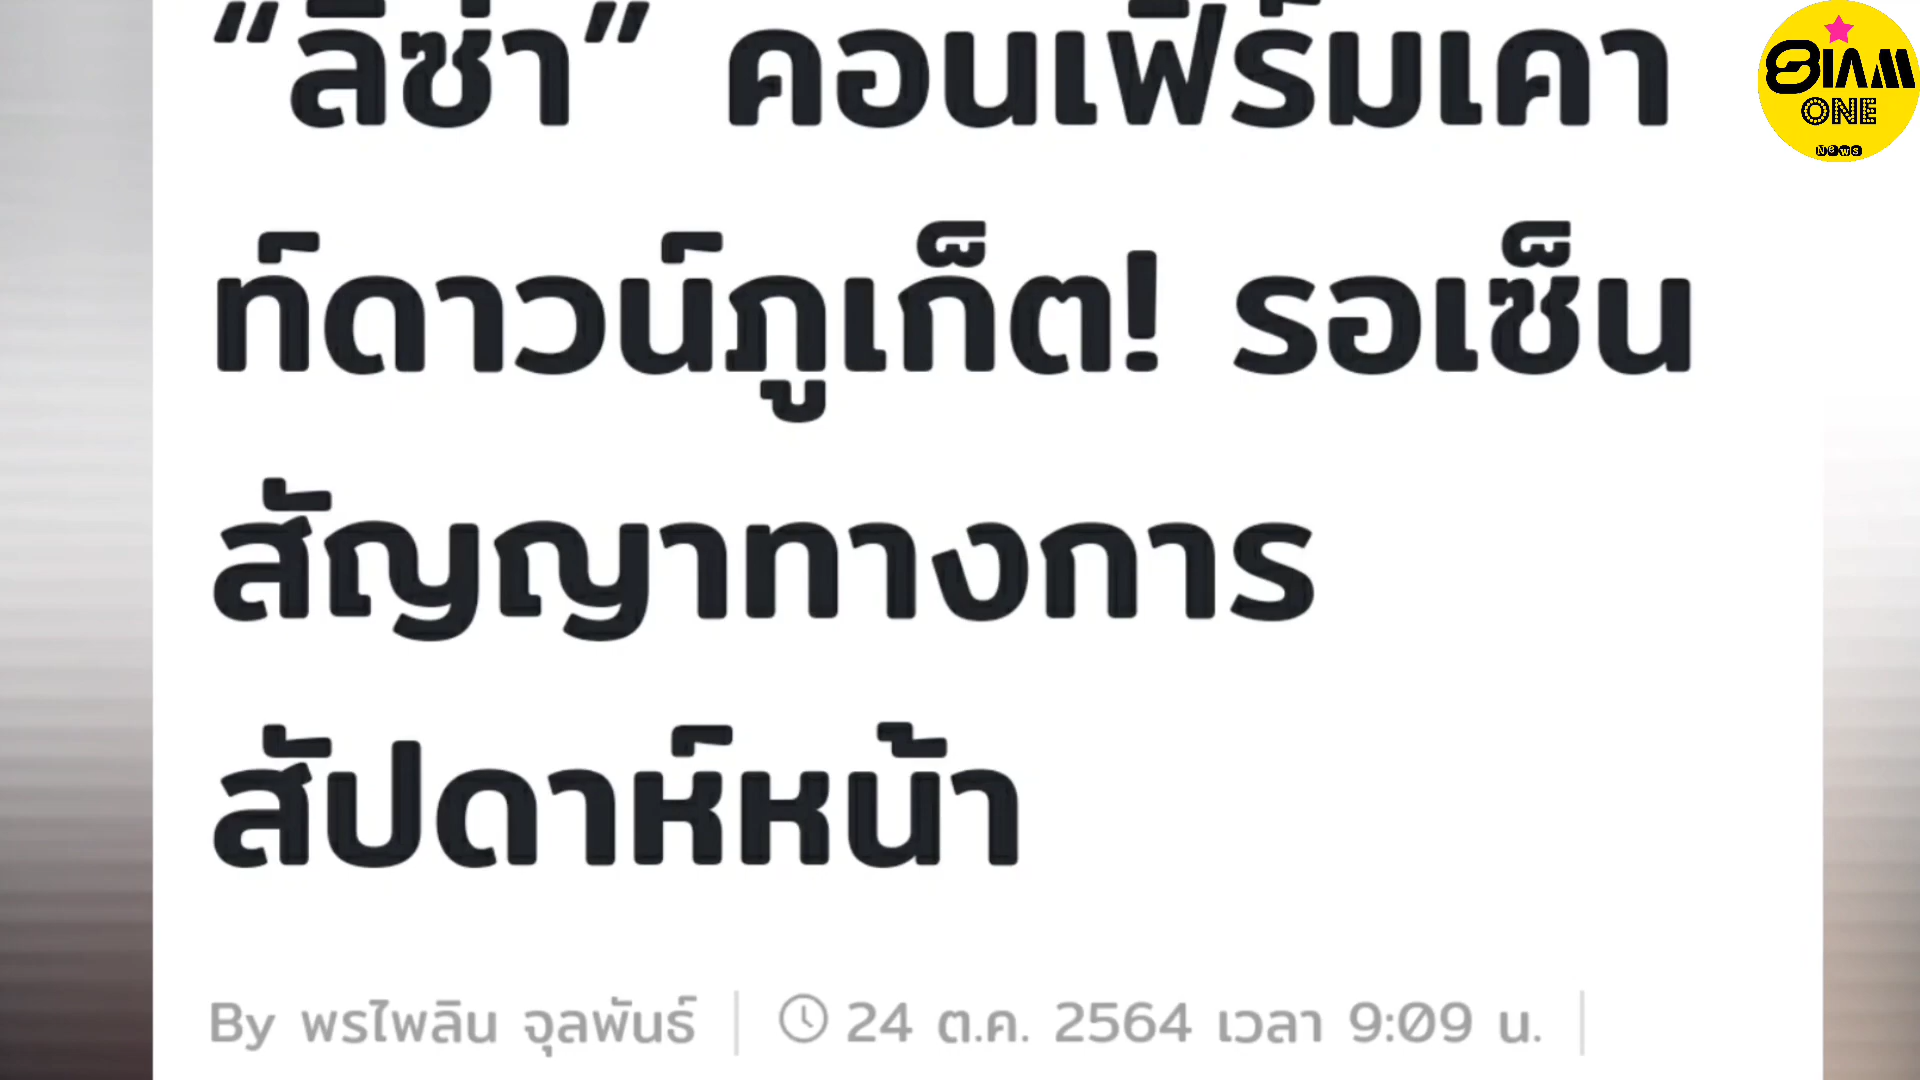 “ลิซ่า” คอนเฟิร์มเคา
ท์ดาวน์ภูเก็ต! รอเซ็น
สัญญาทางการ
สัปดาห์หน้า
By พรไพลิน จุลพันธ์ | 24 ต.ค. 2564 เวลา 9:09 น. |
SIAM
ONE
News